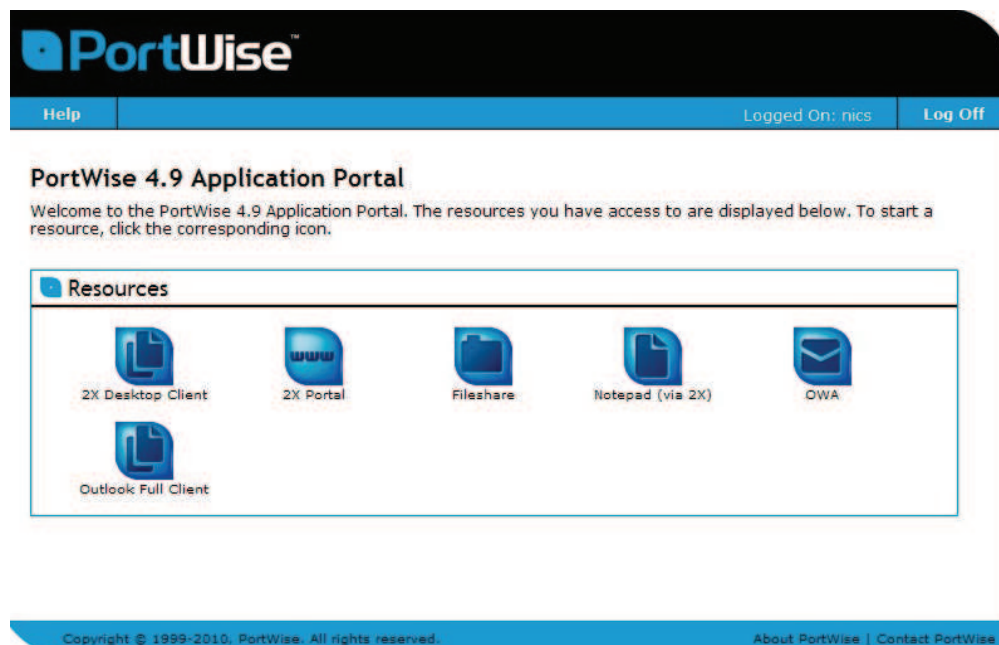 PortWise™
Help
Logged On: nics
Log Off
PortWise 4.9 Application Portal
Welcome to the PortWise 4.9 Application Portal. The resources you have access to are displayed below. To start a
resource, click the corresponding icon.
Resources
www
2X Desktop Client
2X Portal
Fileshare
Notepad (via 2X)
OWA
Outlook Full Client
Copyright © 1999-2010. PortWise. All rights reserved.
About PortWise | Contact PortWise